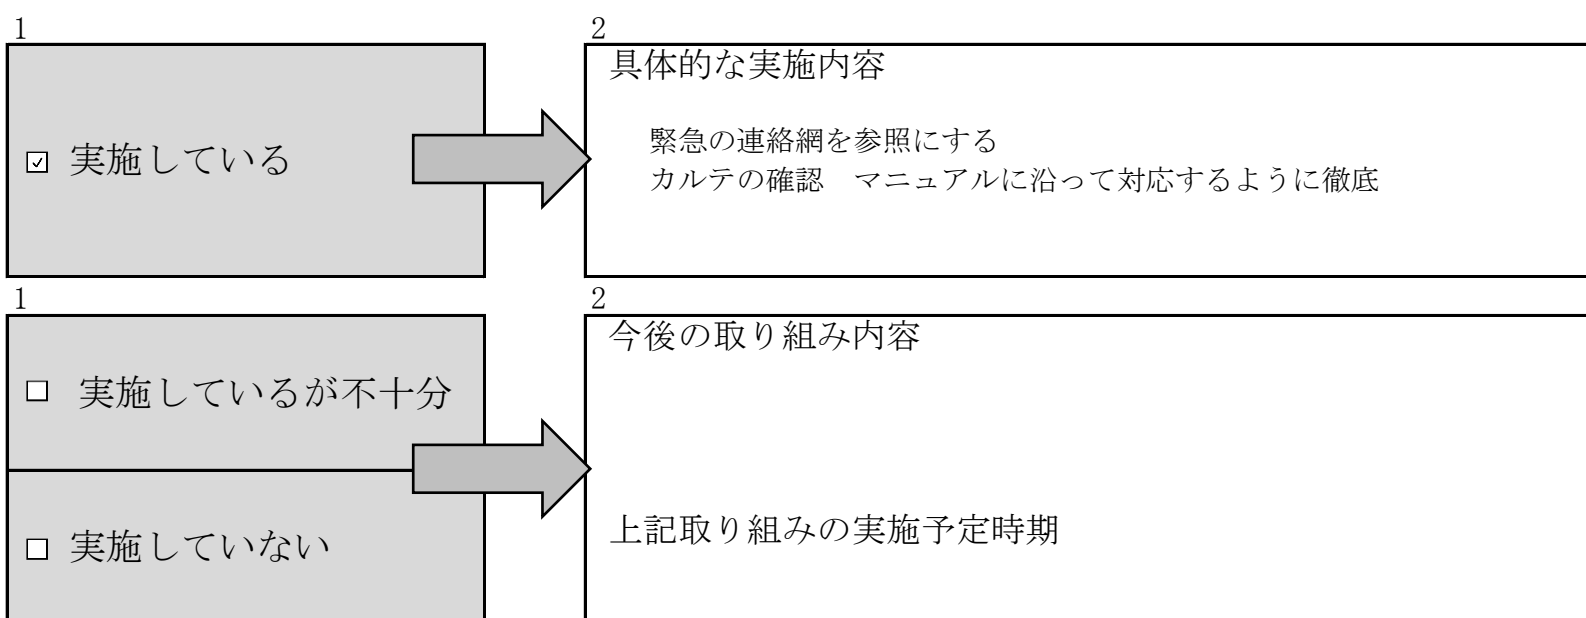 1
2
☑ 実施している
具体的な実施内容
緊急の連絡網を参照にする
カルテの確認　マニュアルに沿って対応するように徹底
1
2
□ 実施しているが不十分
□ 実施していない
今後の取り組み内容
上記取り組みの実施予定時期